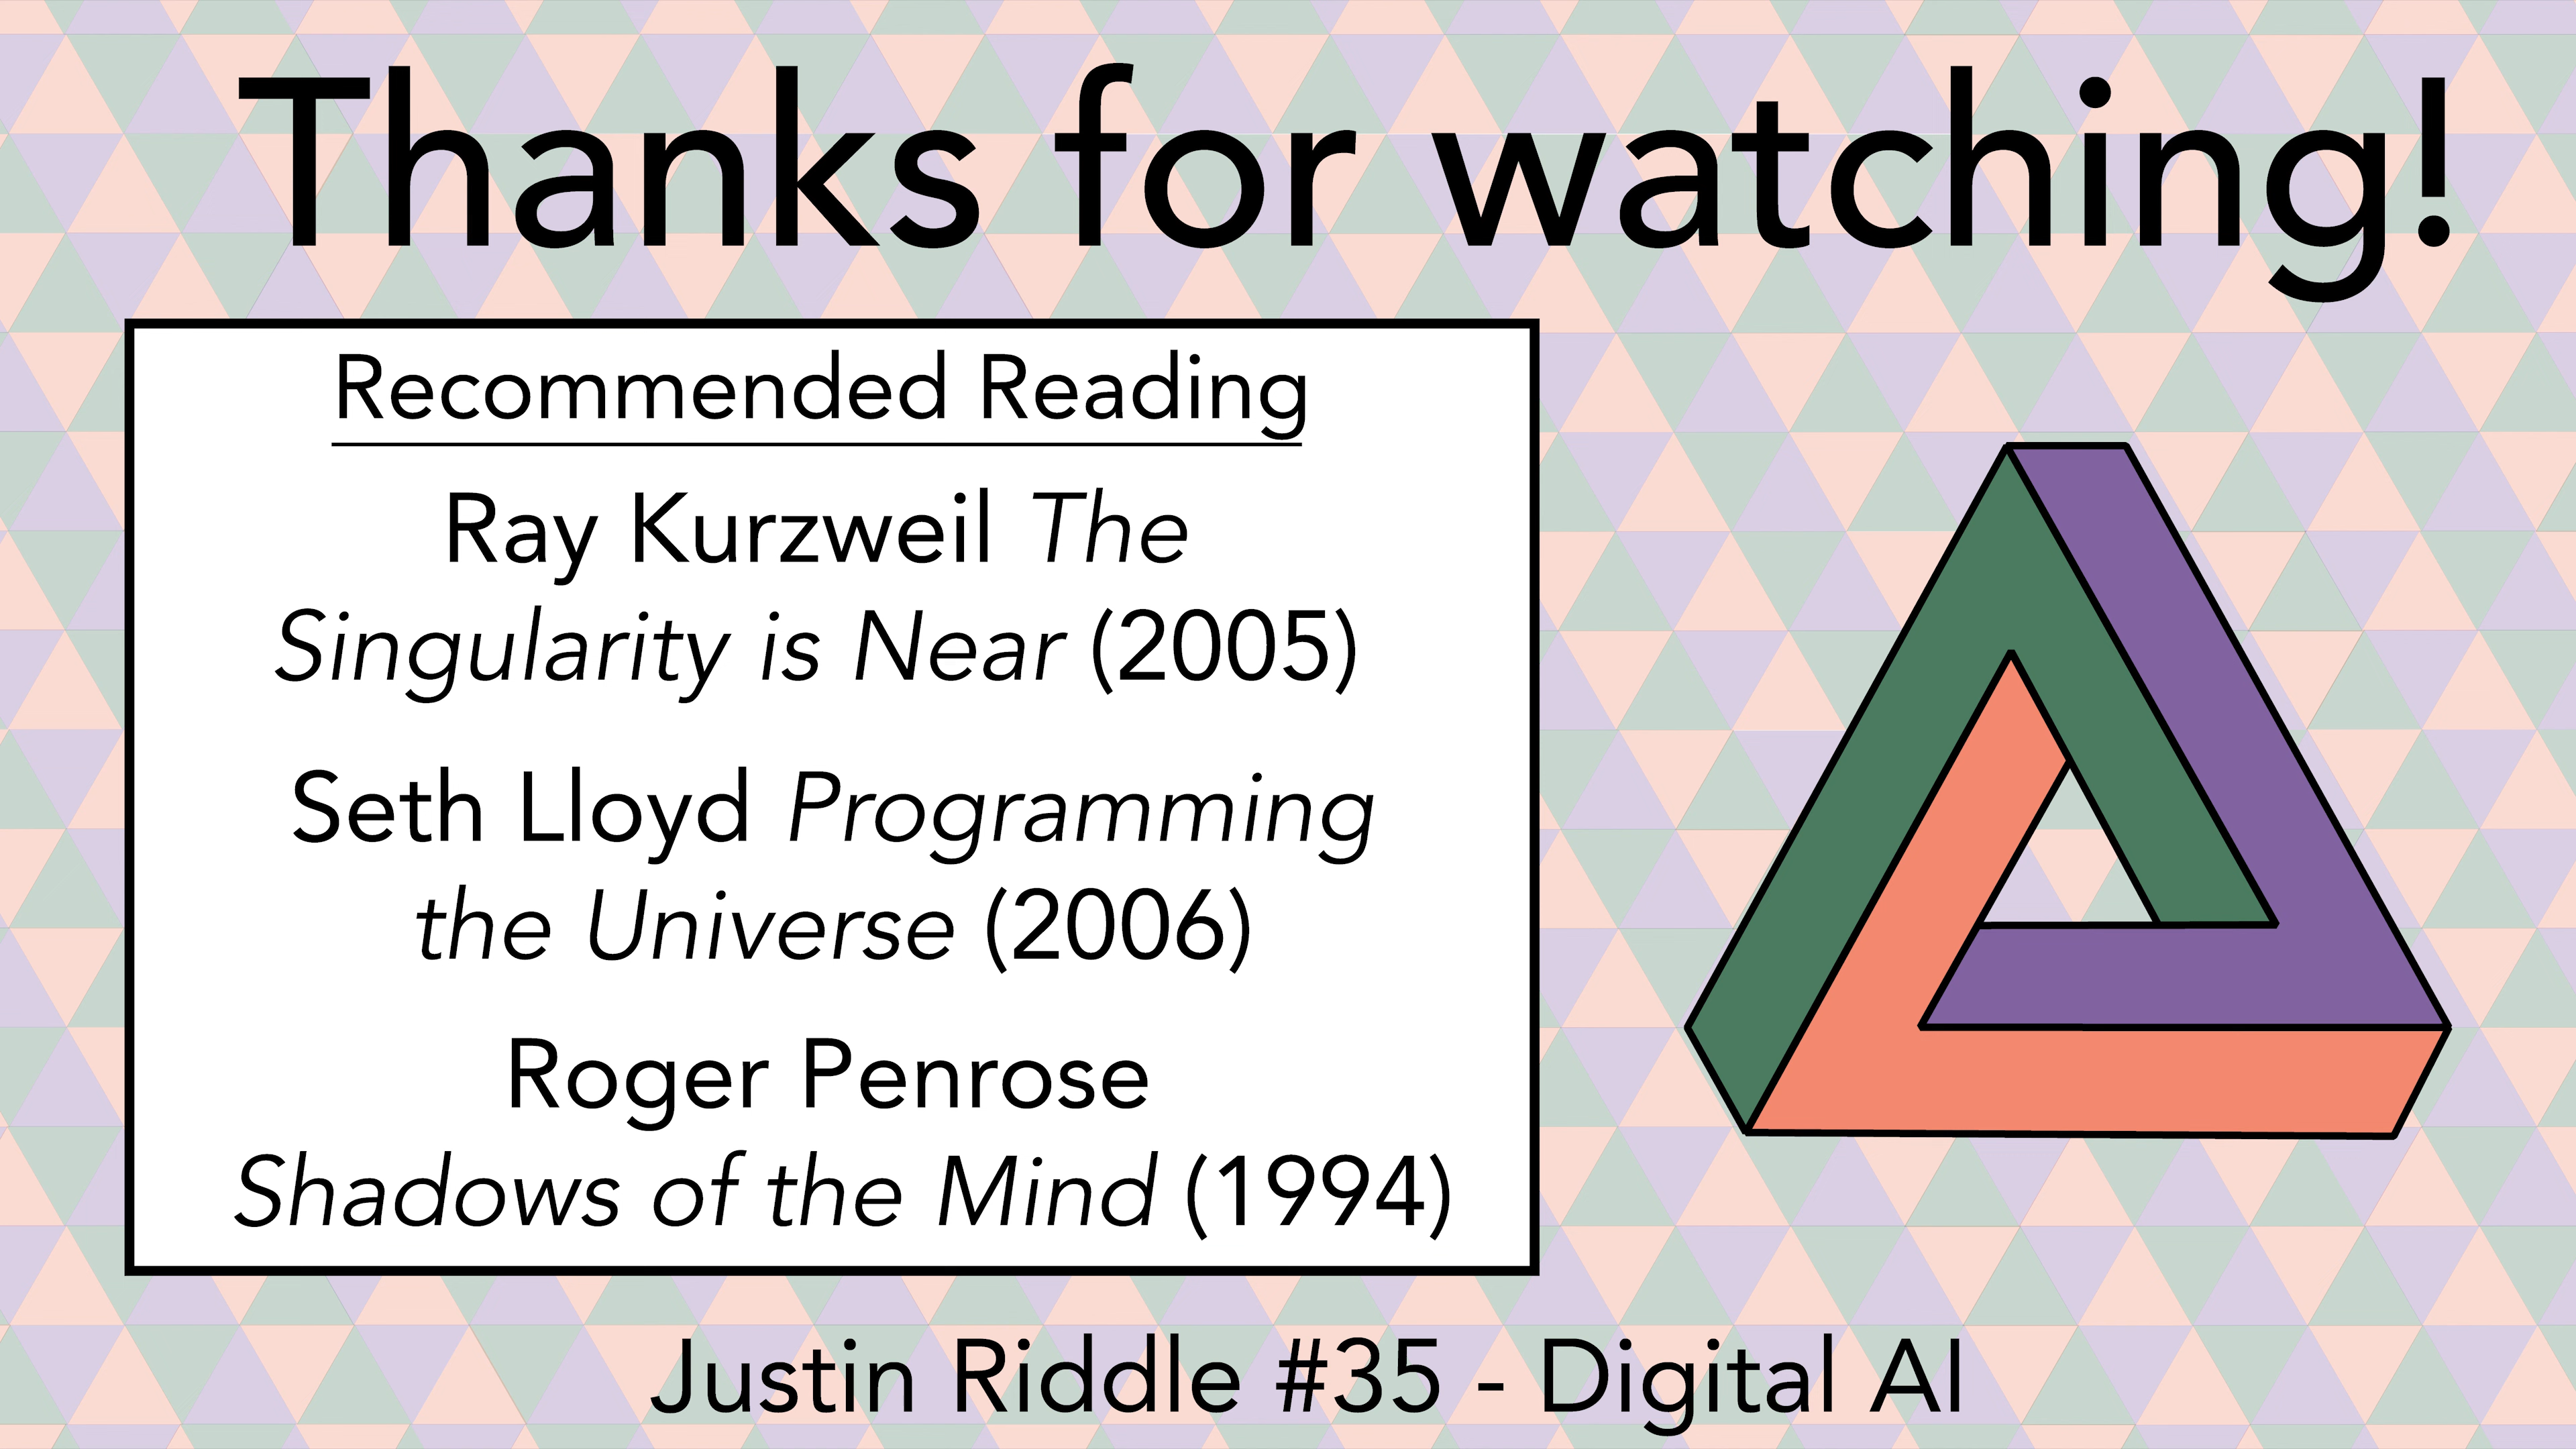 Thanks for watching!
Recommended Reading
Ray Kurzweil The
Singularity is Near (2005)
Seth Lloyd Programming
the Universe (2006)
Roger Penrose
Shadows of the Mind (1994)
Justin Riddle #35 - Digital AI